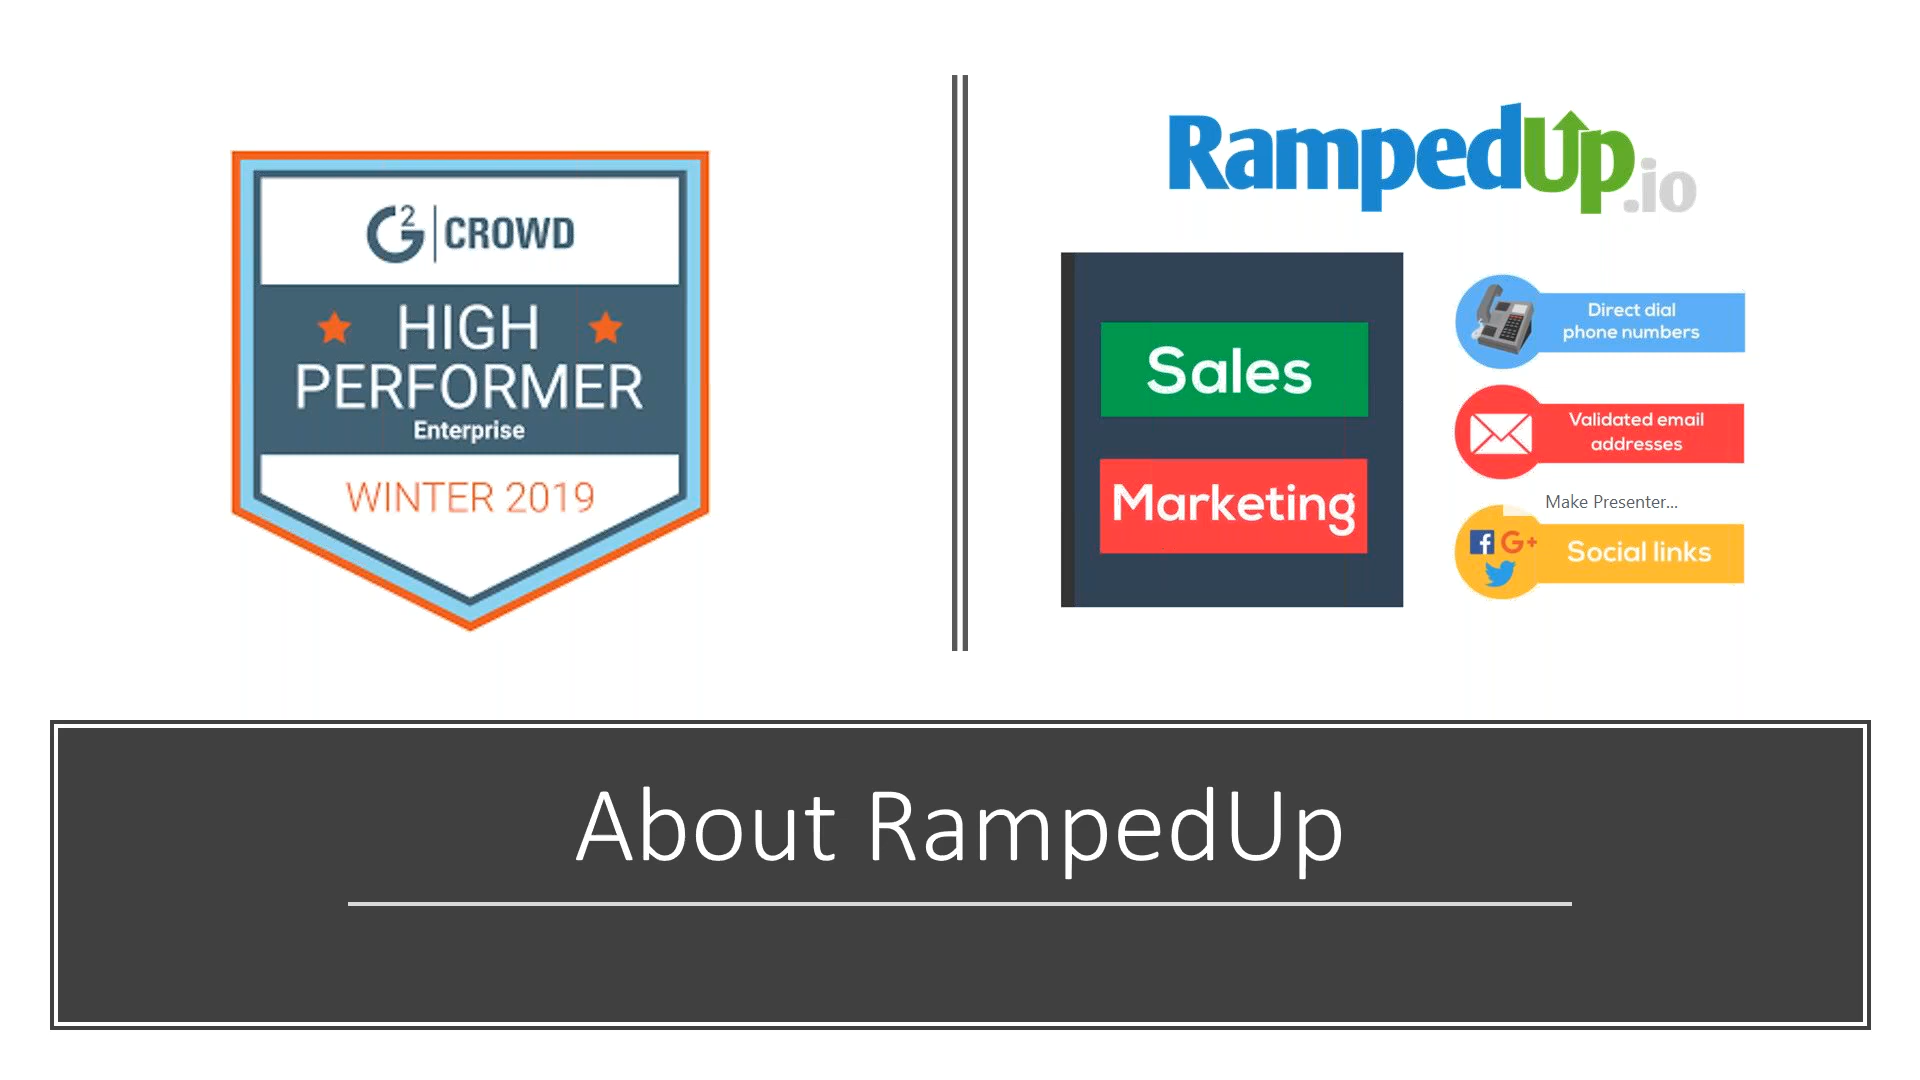 G2 | CROWD
HIGH
PERFORMER
Enterprise
WINTER 2019
RampedUp.io
Sales
Marketing
Direct dial
phone numbers
Validated email
addresses
Make Presenter...
G+
Social links
About RampedUp